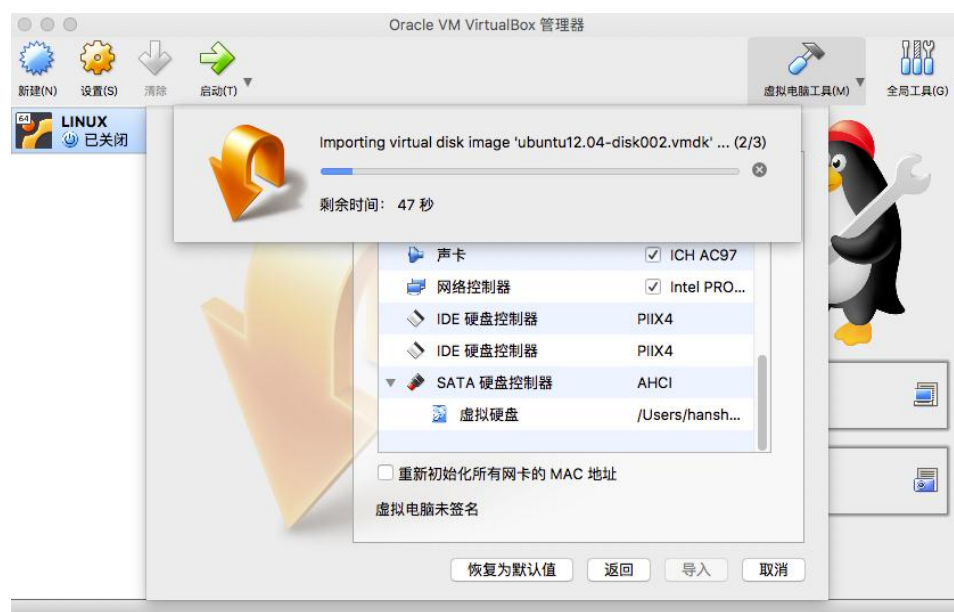 Oracle VM VirtualBox 管理器
新建(N) 设置(S) 清除 启动(T) 虚拟电脑工具(M) 全局工具(G)
64
LINUX
已关闭
Importing virtual disk image 'ubuntu12.04-disk002.vmdk' ... (2/3)
剩余时间： 47 秒
声卡 ICH AC97
网络控制器 Intel PRO...
IDE 硬盘控制器 PIIX4
IDE 硬盘控制器 PIIX4
SATA 硬盘控制器 AHCI
虚拟硬盘 /Users/hansh...
重新初始化所有网卡的 MAC 地址
虚拟电脑未签名
恢复为默认值 返回 导入 取消